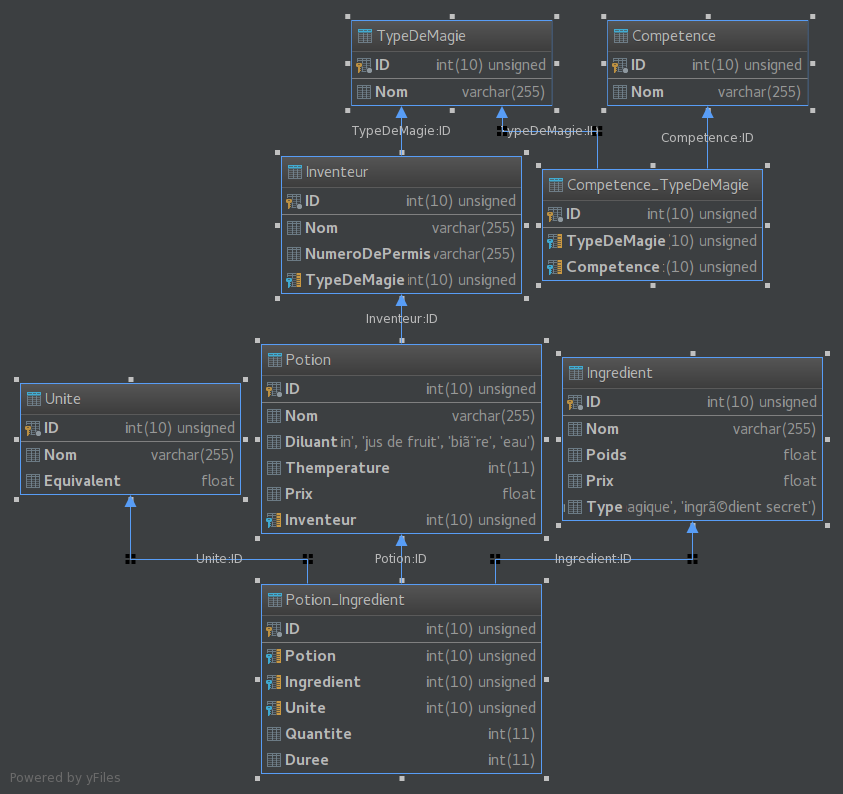 TypeDeMagie
ID int(10) unsigned
Nom varchar(255)
Competence
ID int(10) unsigned
Nom varchar(255)
TypeDeMagie:ID
TypeDeMagie:ID
Competence:ID
Inventeur
ID int(10) unsigned
Nom varchar(255)
NumeroDePermis varchar(255)
TypeDeMagie int(10) unsigned
Competence_TypeDeMagie
ID int(10) unsigned
TypeDeMagie (10) unsigned
Competence (10) unsigned
Inventeur:ID
Potion
ID int(10) unsigned
Nom varchar(255)
Diluant in', 'jus de fruit', 'biã¨re', 'eau')
Themperature int(11)
Prix float
Inventeur int(10) unsigned
Ingredient
ID int(10) unsigned
Nom varchar(255)
Poids float
Prix float
Type agique', 'ingrã©dient secret')
Unite
ID int(10) unsigned
Nom varchar(255)
Equivalent float
Unite:ID
Potion:ID
Ingredient:ID
Potion_Ingredient
ID int(10) unsigned
Potion int(10) unsigned
Ingredient int(10) unsigned
Unite int(10) unsigned
Quantite int(11)
Duree int(11)
Powered by yFiles